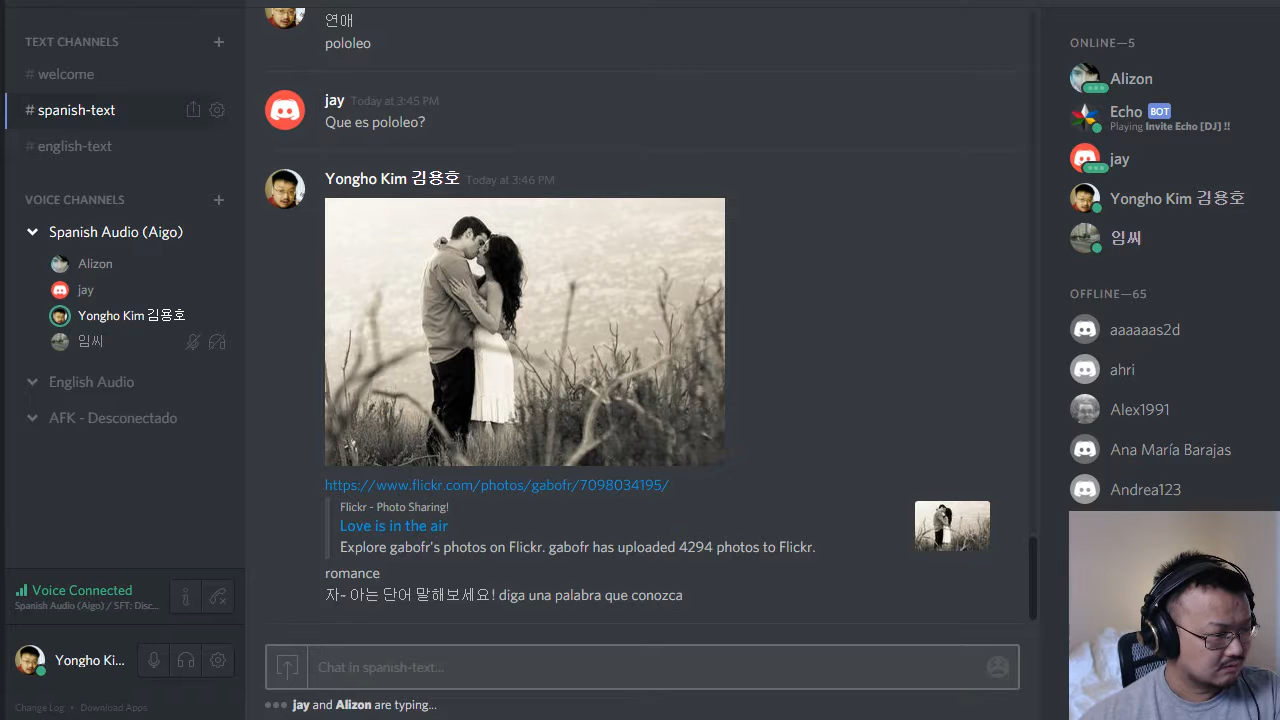 TEXT CHANNELS +
# welcome
# spanish-text
# english-text
VOICE CHANNELS +
Spanish Audio (Aigo)
Alizon
jay
Yongho Kim 김용호
임씨
English Audio
AFK - Desconectado
Voice Connected
Spanish Audio (Aigo) / SFT: Disc...
Yongho Ki...
Change Log • Download Apps
연애
pololeo
jay Today at 3:45 PM
Que es pololeo?
Yongho Kim 김용호 Today at 3:46 PM
https://www.flickr.com/photos/gabofr/7098034195/
Flickr - Photo Sharing!
Love is in the air
Explore gabofr's photos on Flickr. gabofr has uploaded 4294 photos to Flickr.
romance
자~ 아는 단어 말해보세요! diga una palabra que conozca
Chat in spanish-text...
jay and Alizon are typing...
ONLINE—5
Alizon
Echo BOT
Playing Invite Echo [DJ] !!
jay
Yongho Kim 김용호
임씨
OFFLINE—65
aaaaaas2d
ahri
Alex1991
Ana María Barajas
Andrea123